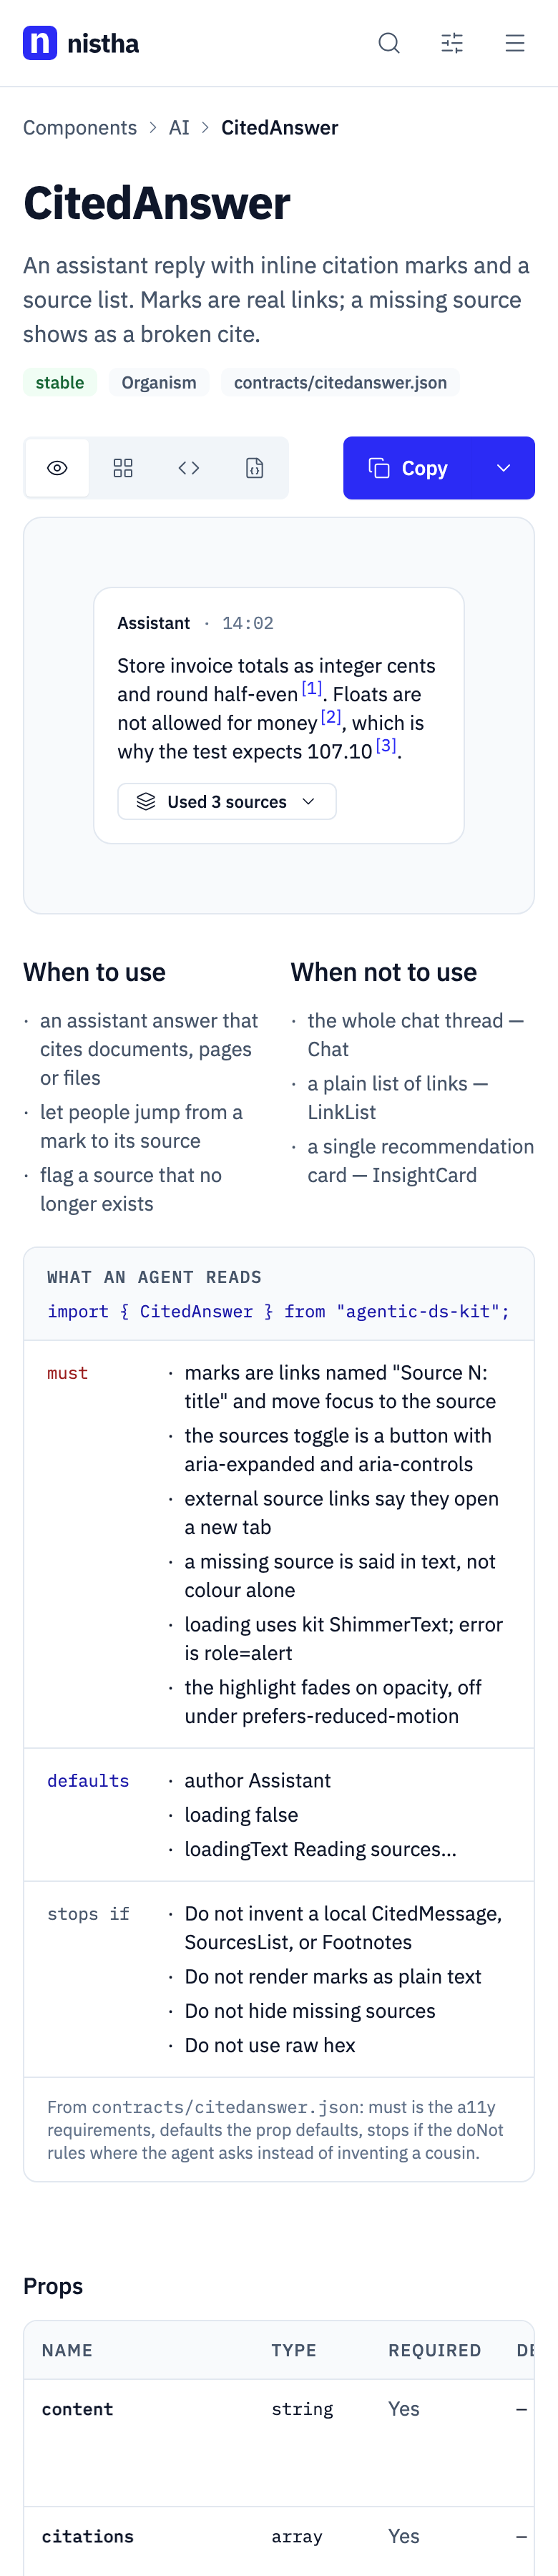 n nistha
Components > AI > CitedAnswer
CitedAnswer
An assistant reply with inline citation marks and a
source list. Marks are real links; a missing source
shows as a broken cite.
stable Organism contracts/citedanswer.json
Copy
Assistant · 14:02
Store invoice totals as integer cents
and round half-even [1]. Floats are
not allowed for money [2], which is
why the test expects 107.10 [3].
Used 3 sources
When to use
· an assistant answer that
cites documents, pages
or files
· let people jump from a
mark to its source
· flag a source that no
longer exists
When not to use
· the whole chat thread —
Chat
· a plain list of links —
LinkList
· a single recommendation
card — InsightCard
WHAT AN AGENT READS
import { CitedAnswer } from "agentic-ds-kit";
must
· marks are links named "Source N:
title" and move focus to the source
· the sources toggle is a button with
aria-expanded and aria-controls
· external source links say they open
a new tab
· a missing source is said in text, not
colour alone
· loading uses kit ShimmerText; error
is role=alert
· the highlight fades on opacity, off
under prefers-reduced-motion
defaults
· author Assistant
· loading false
· loadingText Reading sources...
stops if
· Do not invent a local CitedMessage,
SourcesList, or Footnotes
· Do not render marks as plain text
· Do not hide missing sources
· Do not use raw hex
From contracts/citedanswer.json: must is the a11y
requirements, defaults the prop defaults, stops if the doNot
rules where the agent asks instead of inventing a cousin.
Props
NAME TYPE REQUIRED
content string Yes –
citations array Yes –